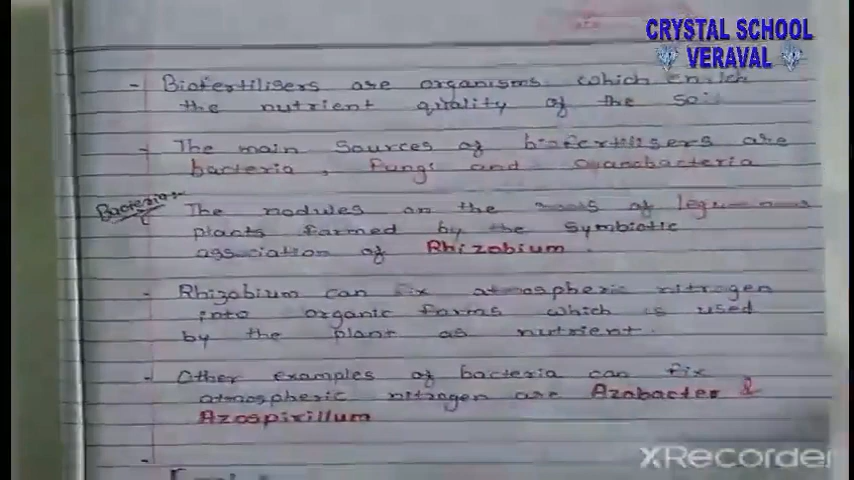 CRYSTAL SCHOOL
VERAVAL
- Biofertilisers are organisms which enrich
the nutrient quality of the soil
- The main sources of biofertilisers are
bacteria, Fungi and Cyanobacteria
Bacteria:- The nodules on the roots of leguminous
plants formed by the symbiotic
association of Rhizobium.
- Rhizobium can fix atmospheric nitrogen
into organic forms which is used
by the plant as nutrient.
- Other examples of bacteria can fix
atmospheric nitrogen are Azobacter &
Azospirillum
-
XRecorder